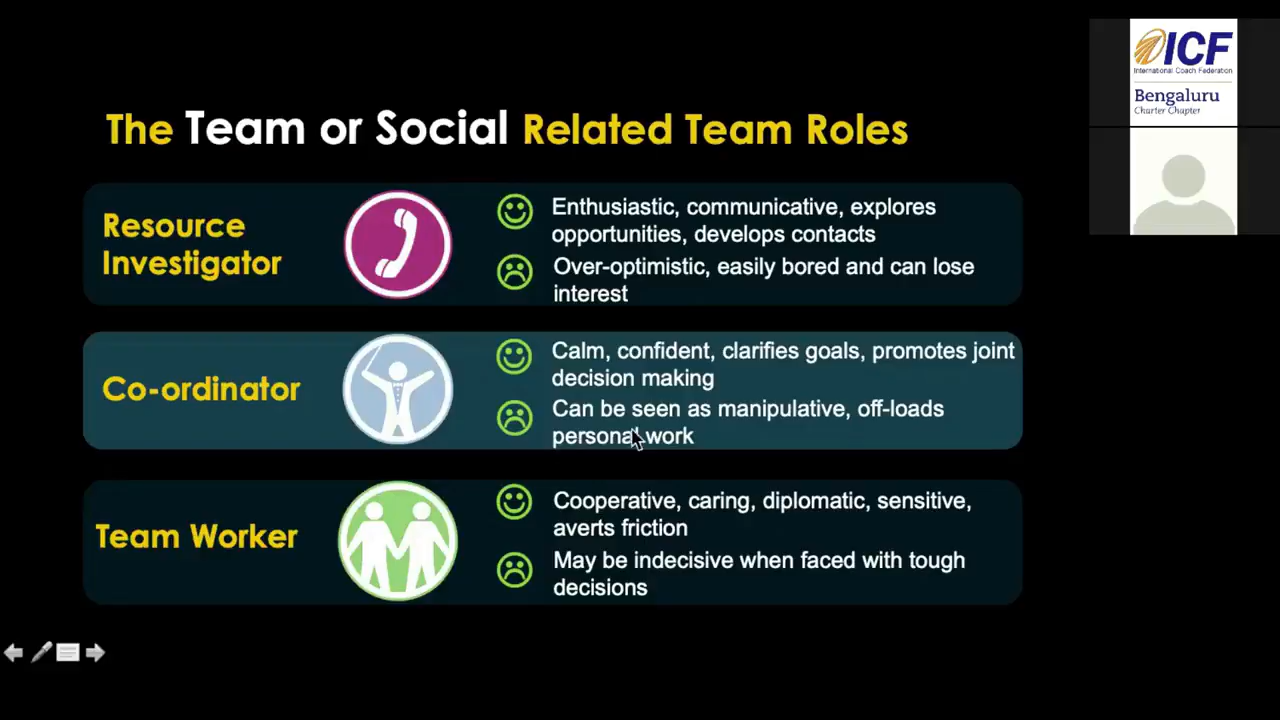 ICF
International Coach Federation
Bengaluru
Charter Chapter
The Team or Social Related Team Roles
Resource
Investigator
Enthusiastic, communicative, explores
opportunities, develops contacts
Over-optimistic, easily bored and can lose
interest
Co-ordinator
Calm, confident, clarifies goals, promotes joint
decision making
Can be seen as manipulative, off-loads
personal work
Team Worker
Cooperative, caring, diplomatic, sensitive,
averts friction
May be indecisive when faced with tough
decisions